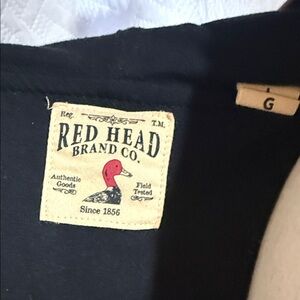 Reg. T.M.
RED HEAD
BRAND CO.
Authentic Field
Goods Tested
Since 1856
L
G